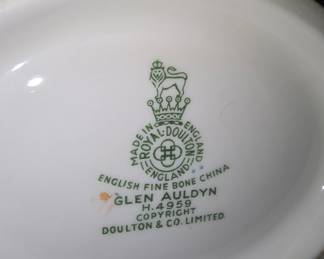 MADE IN ENGLAND
ROYAL·DOULTON
ENGLAND
ENGLISH FINE BONE CHINA
GLEN AULDYN
H.4959
COPYRIGHT
DOULTON & CO. LIMITED